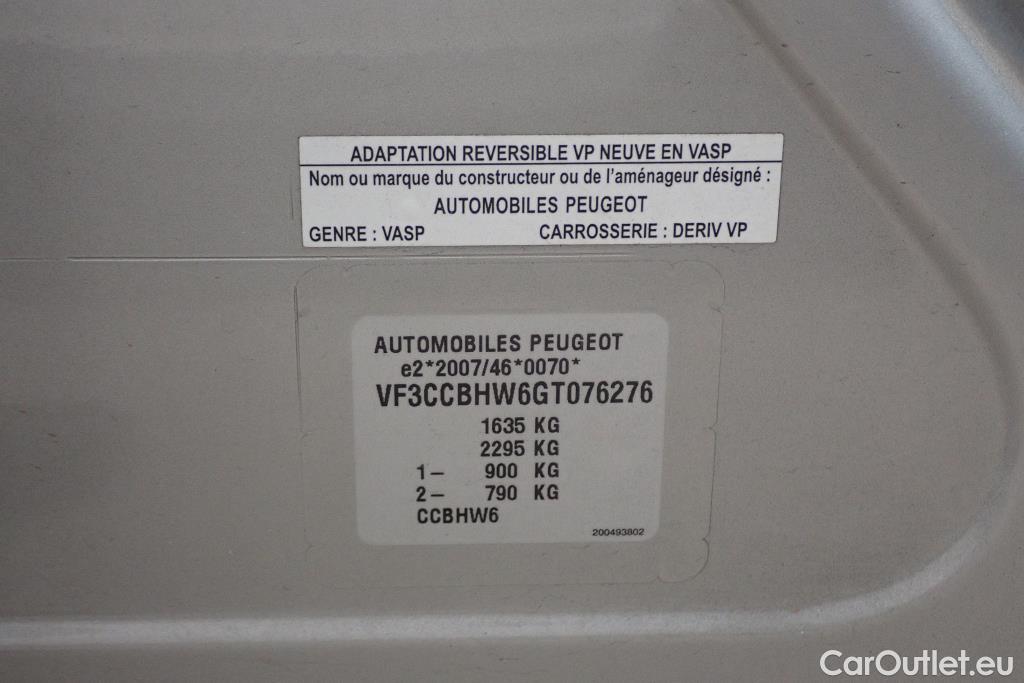 ADAPTATION REVERSIBLE VP NEUVE EN VASP
Nom ou marque du constructeur ou de l'aménageur désigné :
AUTOMOBILES PEUGEOT
GENRE : VASP CARROSSERIE : DERIV VP
AUTOMOBILES PEUGEOT
e2*2007/46*0070*
VF3CCBHW6GT076276
1635 KG
2295 KG
1- 900 KG
2- 790 KG
CCBHW6
200493802
CarOutlet.eu